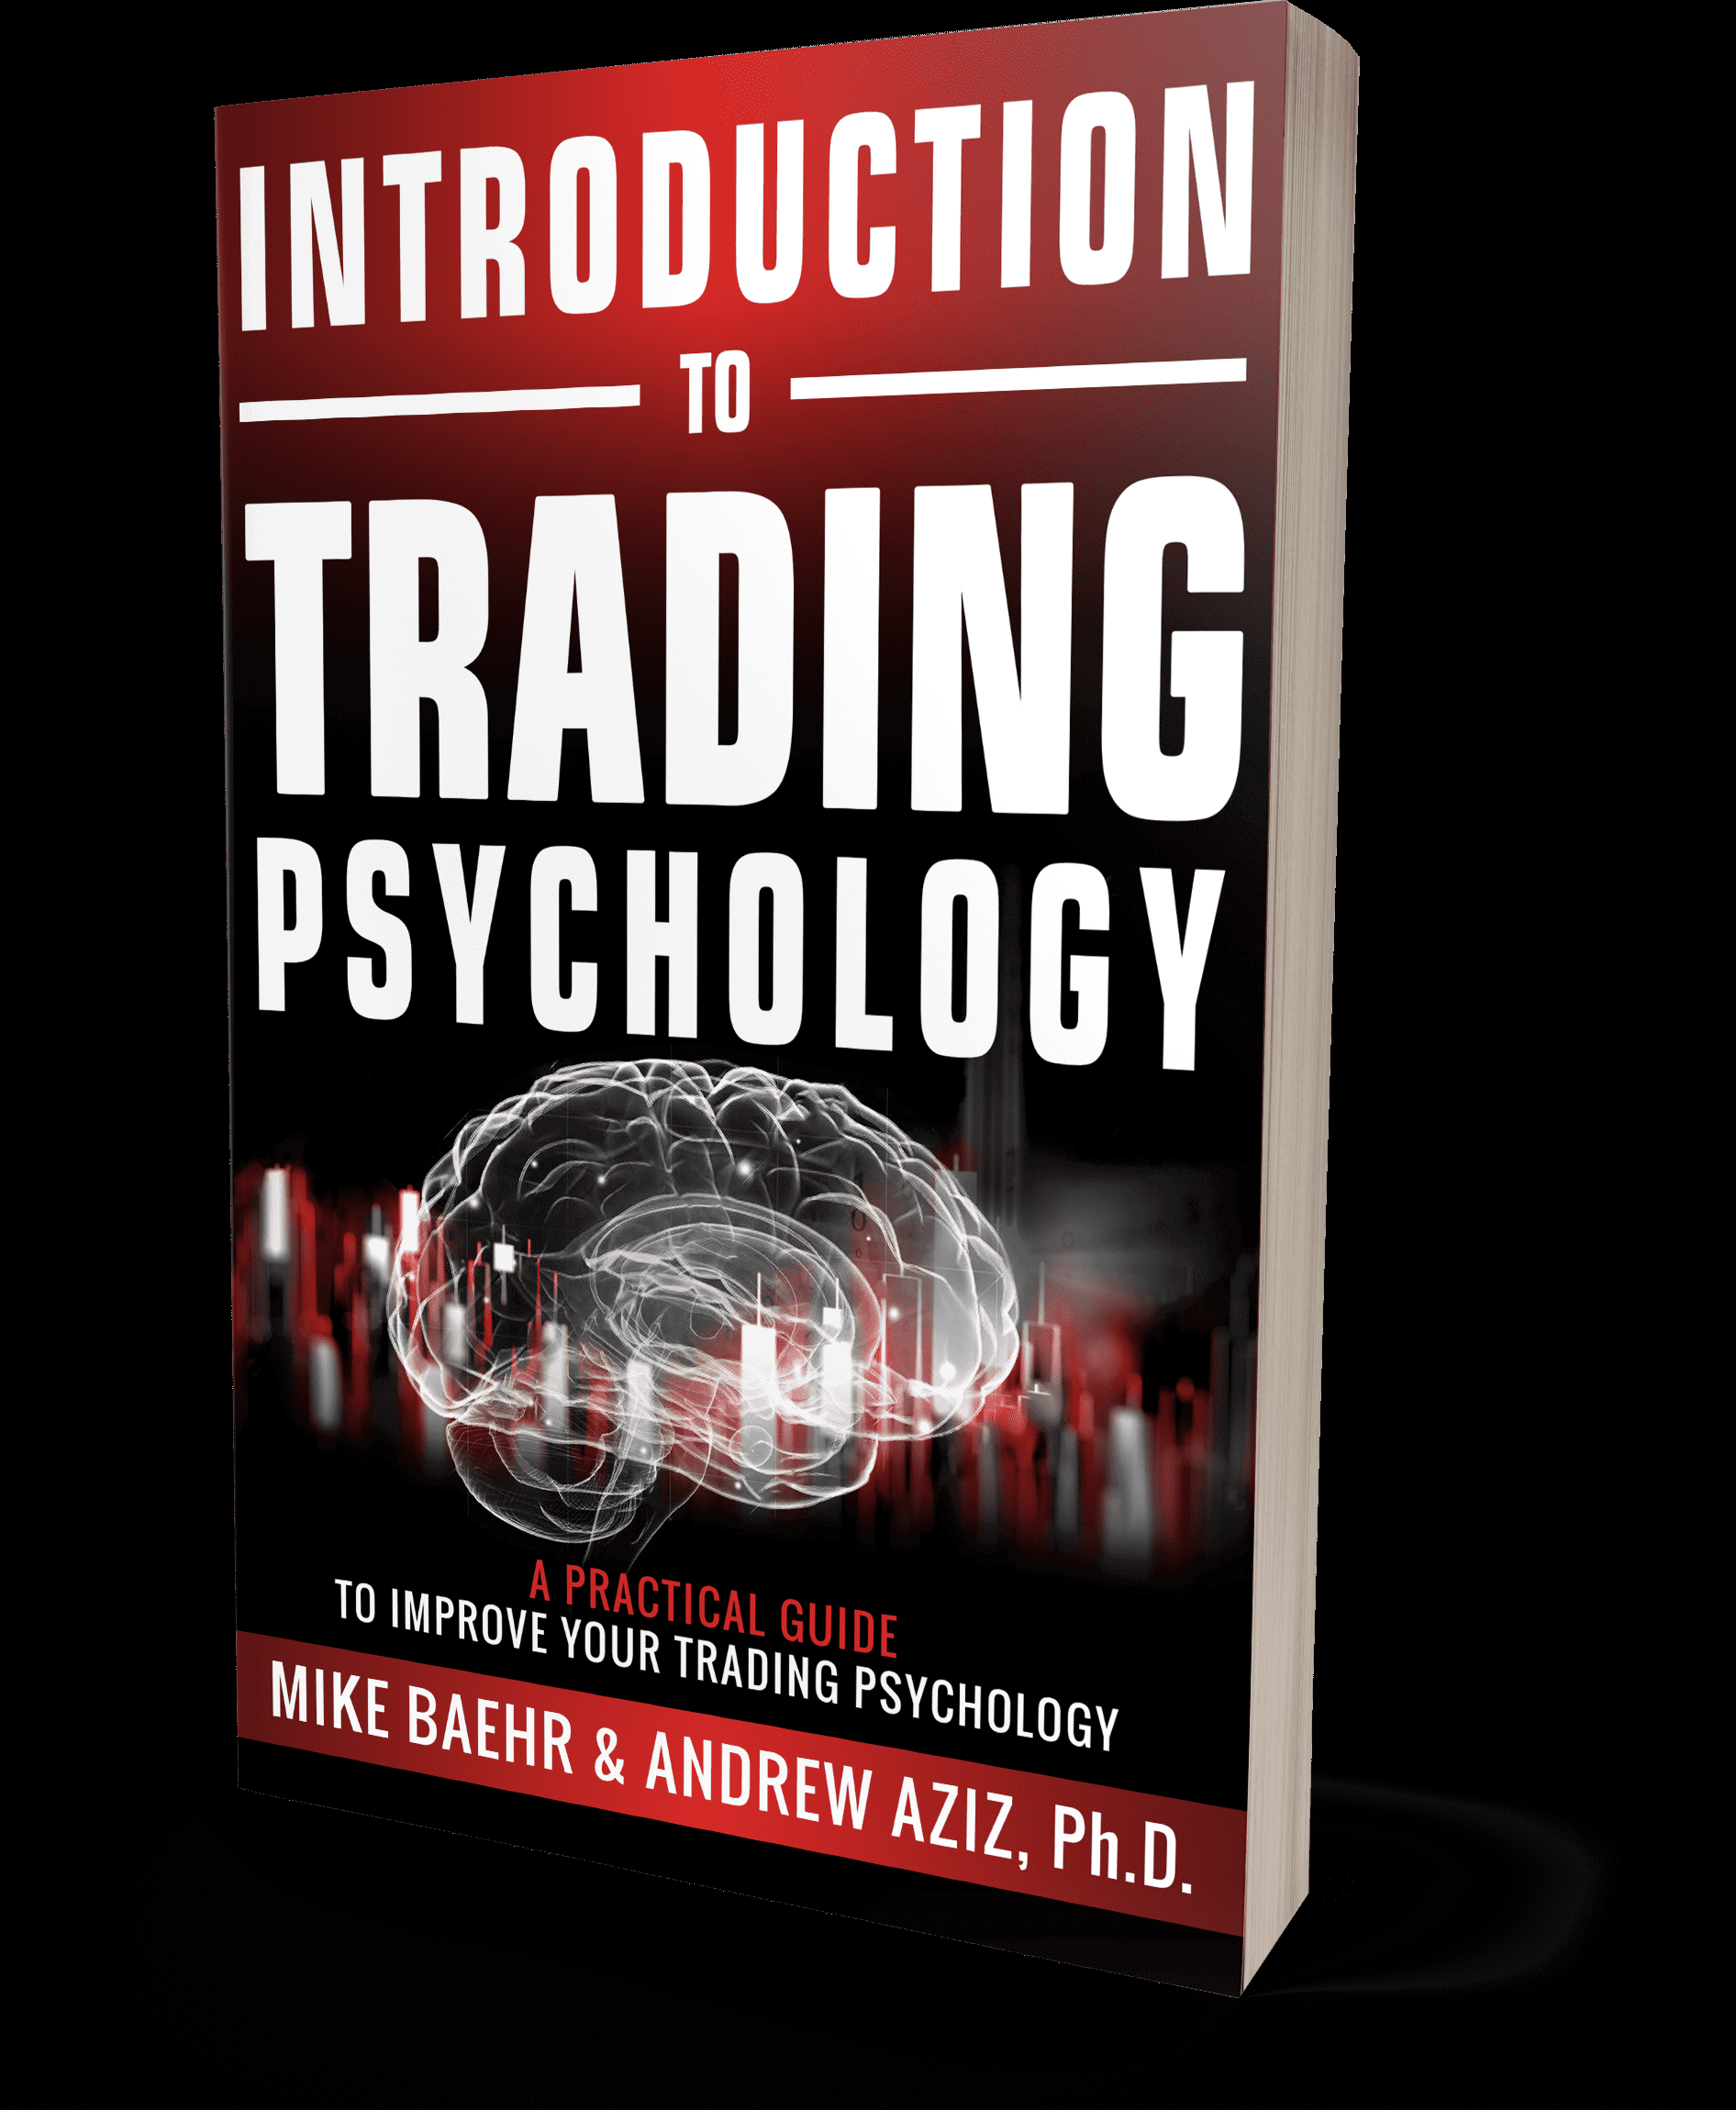 INTRODUCTION
TO
TRADING
PSYCHOLOGY
A PRACTICAL GUIDE
TO IMPROVE YOUR TRADING PSYCHOLOGY
MIKE BAEHR & ANDREW AZIZ, Ph.D.